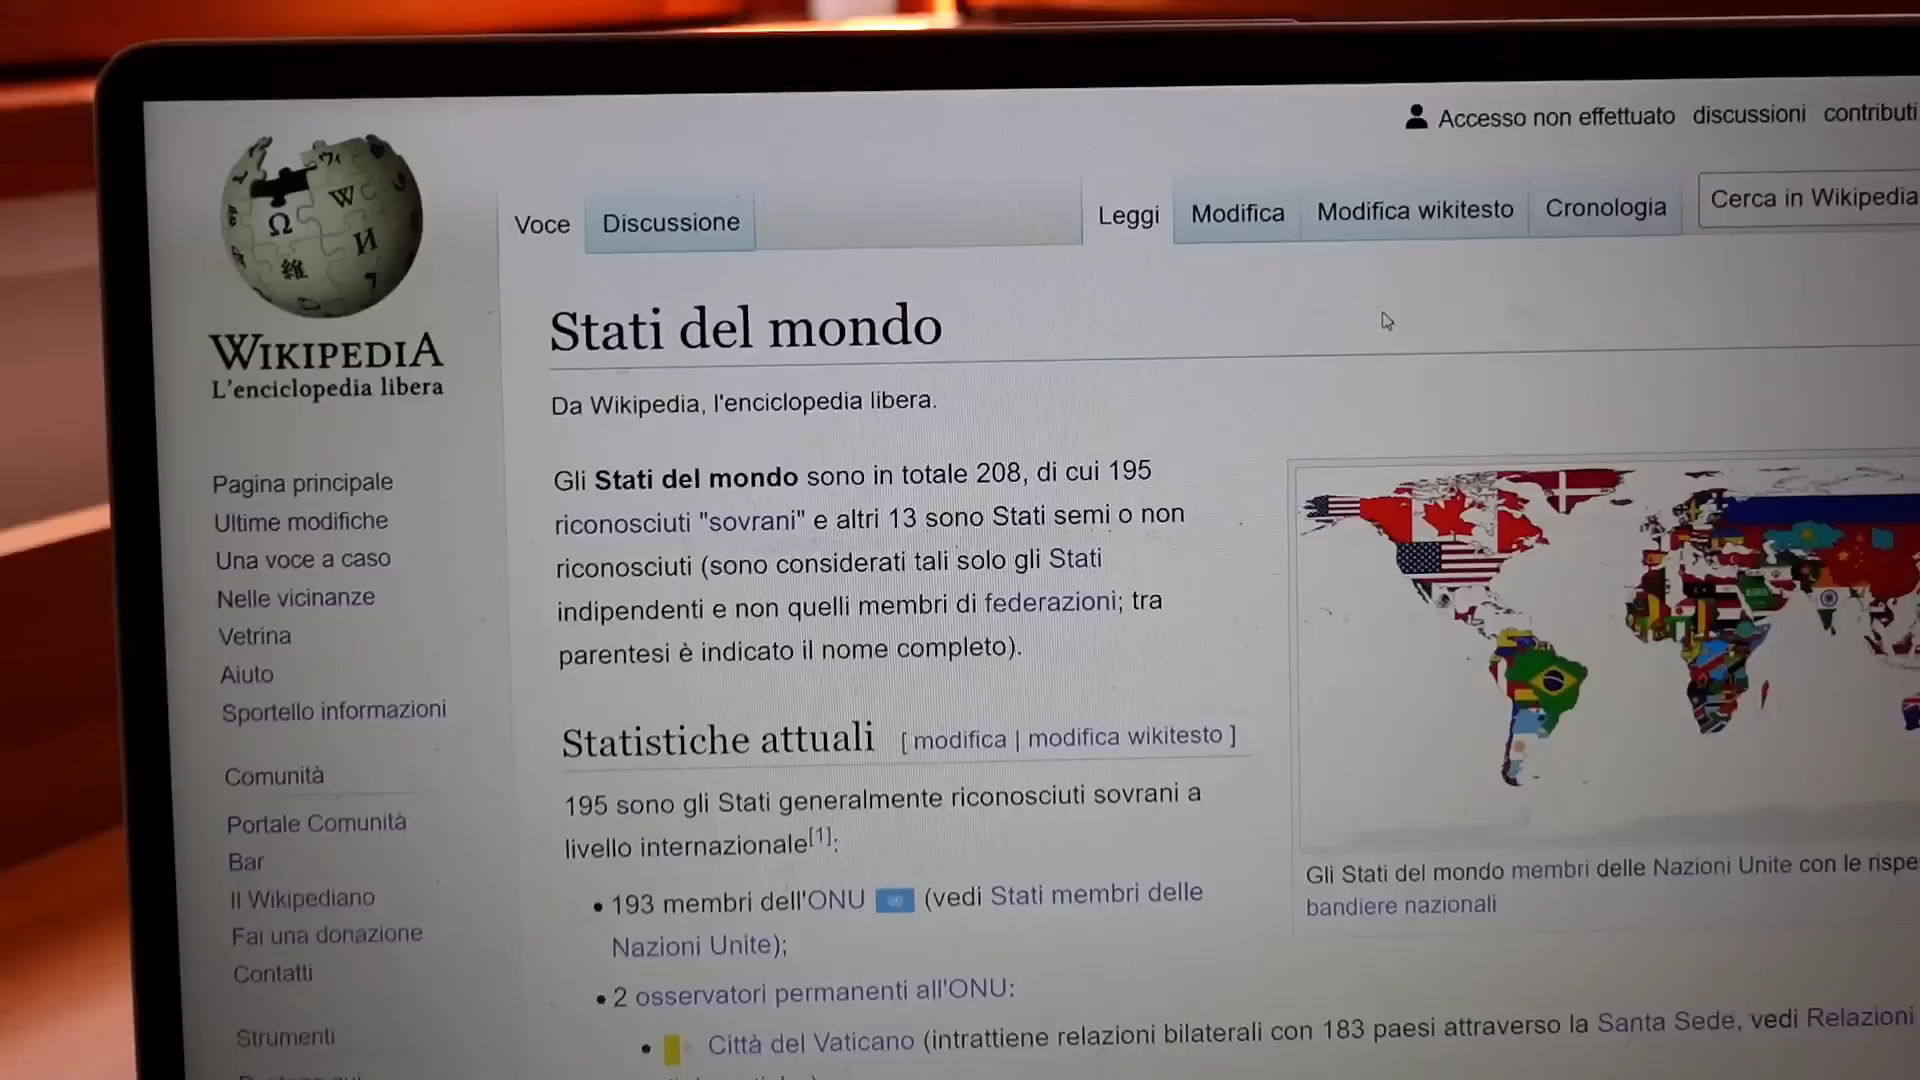 Accesso non effettuato discussioni contributi
Voce Discussione Leggi Modifica Modifica wikitesto Cronologia Cerca in Wikipedia
WIKIPEDIA
L'enciclopedia libera
Pagina principale
Ultime modifiche
Una voce a caso
Nelle vicinanze
Vetrina
Aiuto
Sportello informazioni
Comunità
Portale Comunità
Bar
Il Wikipediano
Fai una donazione
Contatti
Strumenti
Stati del mondo
Da Wikipedia, l'enciclopedia libera.
Gli Stati del mondo sono in totale 208, di cui 195
riconosciuti "sovrani" e altri 13 sono Stati semi o non
riconosciuti (sono considerati tali solo gli Stati
indipendenti e non quelli membri di federazioni; tra
parentesi è indicato il nome completo).
Statistiche attuali [ modifica | modifica wikitesto ]
195 sono gli Stati generalmente riconosciuti sovrani a
livello internazionale[1]:
• 193 membri dell'ONU (vedi Stati membri delle
Nazioni Unite);
• 2 osservatori permanenti all'ONU:
• Città del Vaticano (intrattiene relazioni bilaterali con 183 paesi attraverso la Santa Sede, vedi Relazioni
Gli Stati del mondo membri delle Nazioni Unite con le rispe
bandiere nazionali